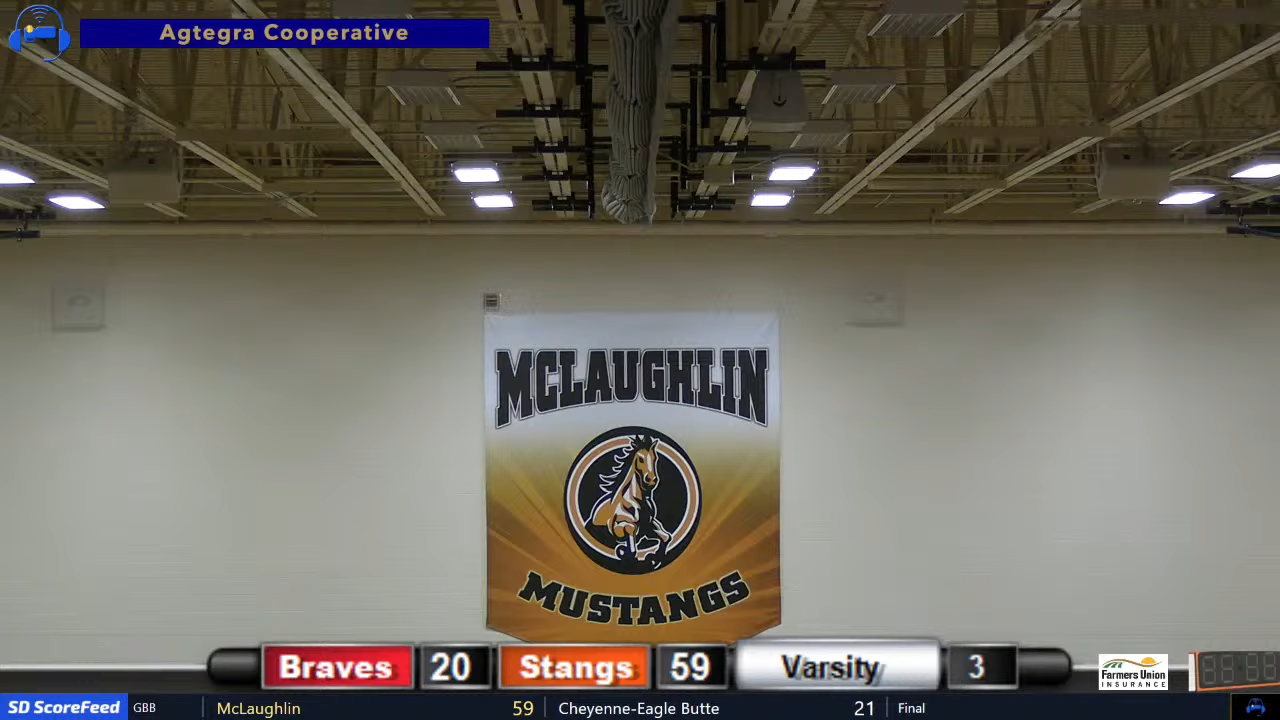 Agtegra Cooperative
MCLAUGHLIN
MUSTANGS
Braves 20 Stangs 59 Varsity 3
Farmers Union
INSURANCE
SD ScoreFeed GBB McLaughlin 59 Cheyenne-Eagle Butte 21 Final